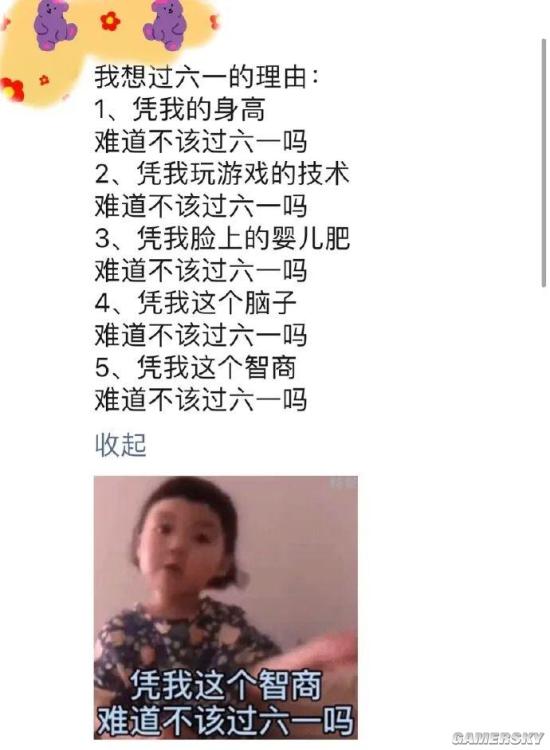 我想过六一的理由：
1、凭我的身高
难道不该过六一吗
2、凭我玩游戏的技术
难道不该过六一吗
3、凭我脸上的婴儿肥
难道不该过六一吗
4、凭我这个脑子
难道不该过六一吗
5、凭我这个智商
难道不该过六一吗
收起
凭我这个智商
难道不该过六一吗
GAMERSKY